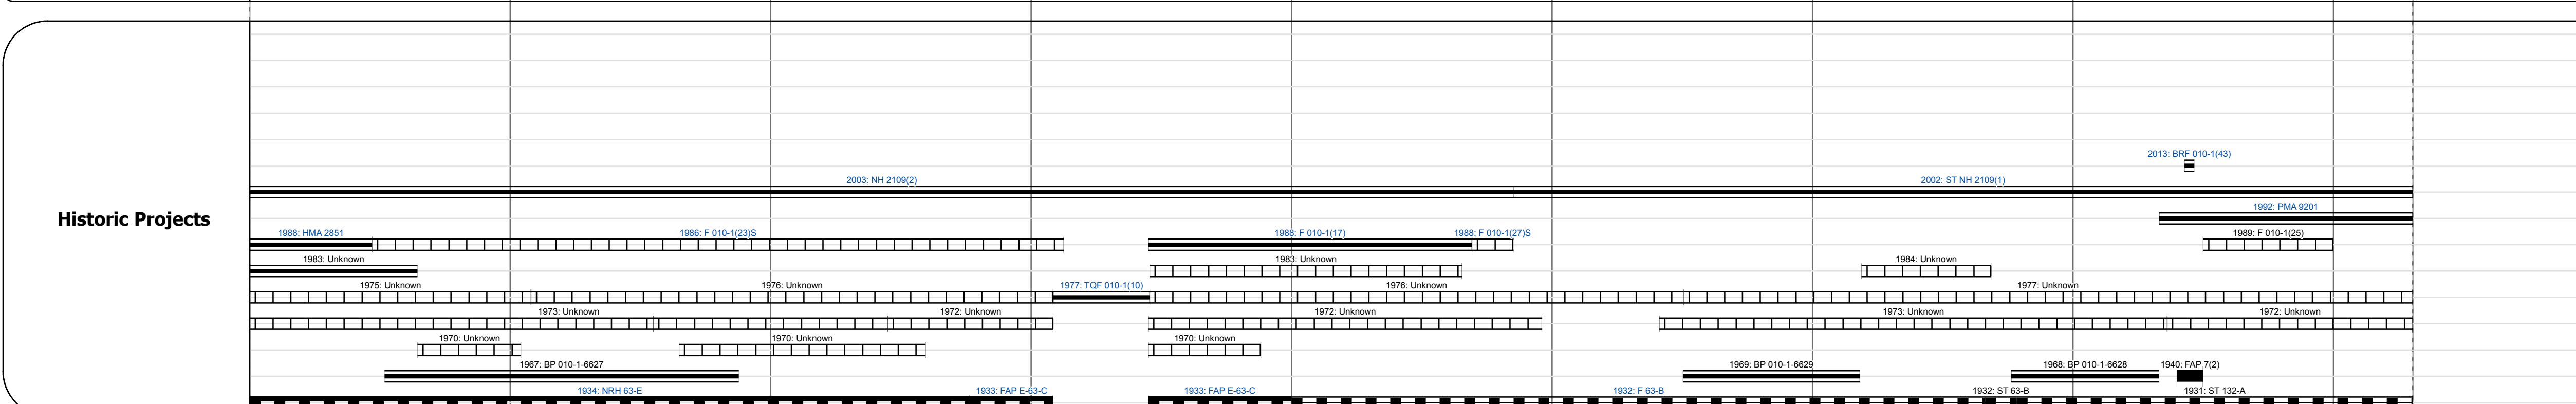 2013: BRF 010-1(43)
2003: NH 2109(2)
2002: ST NH 2109(1)
Historic Projects
1992: PMA 9201
1988: HMA 2851
1986: F 010-1(23)S
1988: F 010-1(17)
1988: F 010-1(27)S
1989: F 010-1(25)
1983: Unknown
1983: Unknown
1984: Unknown
1975: Unknown
1976: Unknown
1977: TQF 010-1(10)
1976: Unknown
1977: Unknown
1973: Unknown
1972: Unknown
1972: Unknown
1973: Unknown
1972: Unknown
1970: Unknown
1970: Unknown
1970: Unknown
1967: BP 010-1-6627
1969: BP 010-1-6629
1968: BP 010-1-6628
1940: FAP 7(2)
1934: NRH 63-E
1933: FAP E-63-C
1933: FAP E-63-C
1932: F 63-B
1932: ST 63-B
1931: ST 132-A